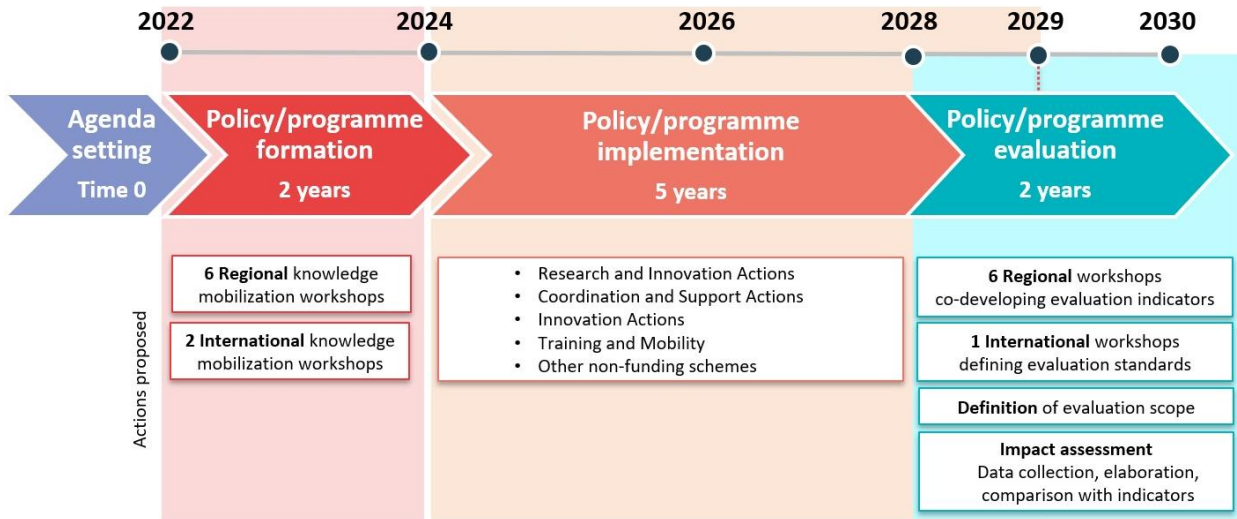 2022
2024
2026
2028
2029
2030
Agenda
setting
Time 0
Policy/programme
formation
2 years
Policy/programme
implementation
5 years
Policy/programme
evaluation
2 years
Actions proposed
6 Regional knowledge
mobilization workshops
2 International knowledge
mobilization workshops
• Research and Innovation Actions
• Coordination and Support Actions
• Innovation Actions
• Training and Mobility
• Other non-funding schemes
6 Regional workshops
co-developing evaluation indicators
1 International workshops
defining evaluation standards
Definition of evaluation scope
Impact assessment
Data collection, elaboration,
comparison with indicators